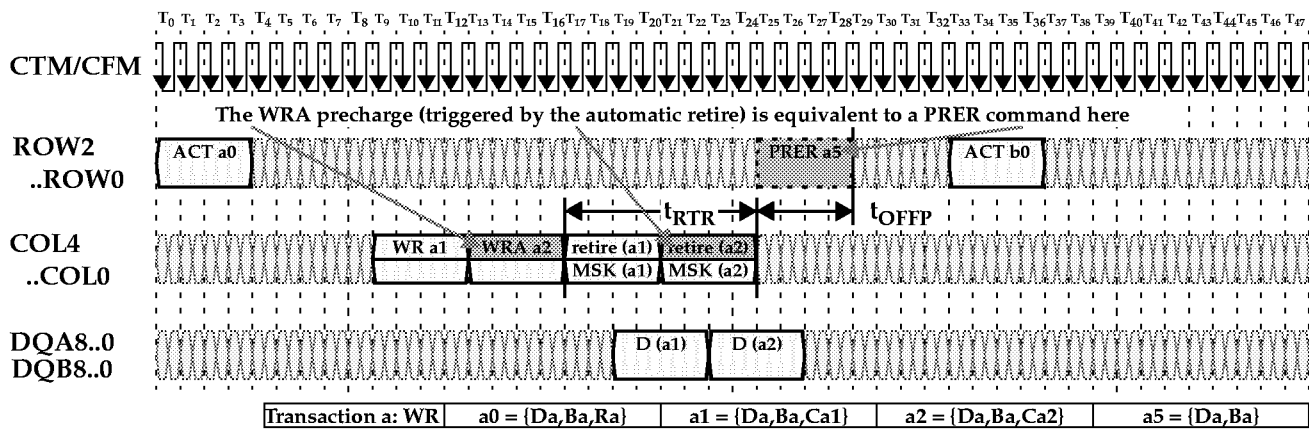 T0 T1 T2 T3 T4 T5 T6 T7 T8 T9 T10 T11 T12 T13 T14 T15 T16 T17 T18 T19 T20 T21 T22 T23 T24 T25 T26 T27 T28 T29 T30 T31 T32 T33 T34 T35 T36 T37 T38 T39 T40 T41 T42 T43 T44 T45 T46 T47
CTM/CFM
The WRA precharge (triggered by the automatic retire) is equivalent to a PRER command here
ROW2
..ROW0
ACT a0 PRER a5 ACT b0
tRTR tOFFP
COL4
..COL0
WR a1 WRA a2 retire (a1) retire (a2)
MSK (a1) MSK (a2)
DQA8..0
DQB8..0
D (a1) D (a2)
Transaction a: WR a0 = {Da,Ba,Ra} a1 = {Da,Ba,Ca1} a2 = {Da,Ba,Ca2} a5 = {Da,Ba}